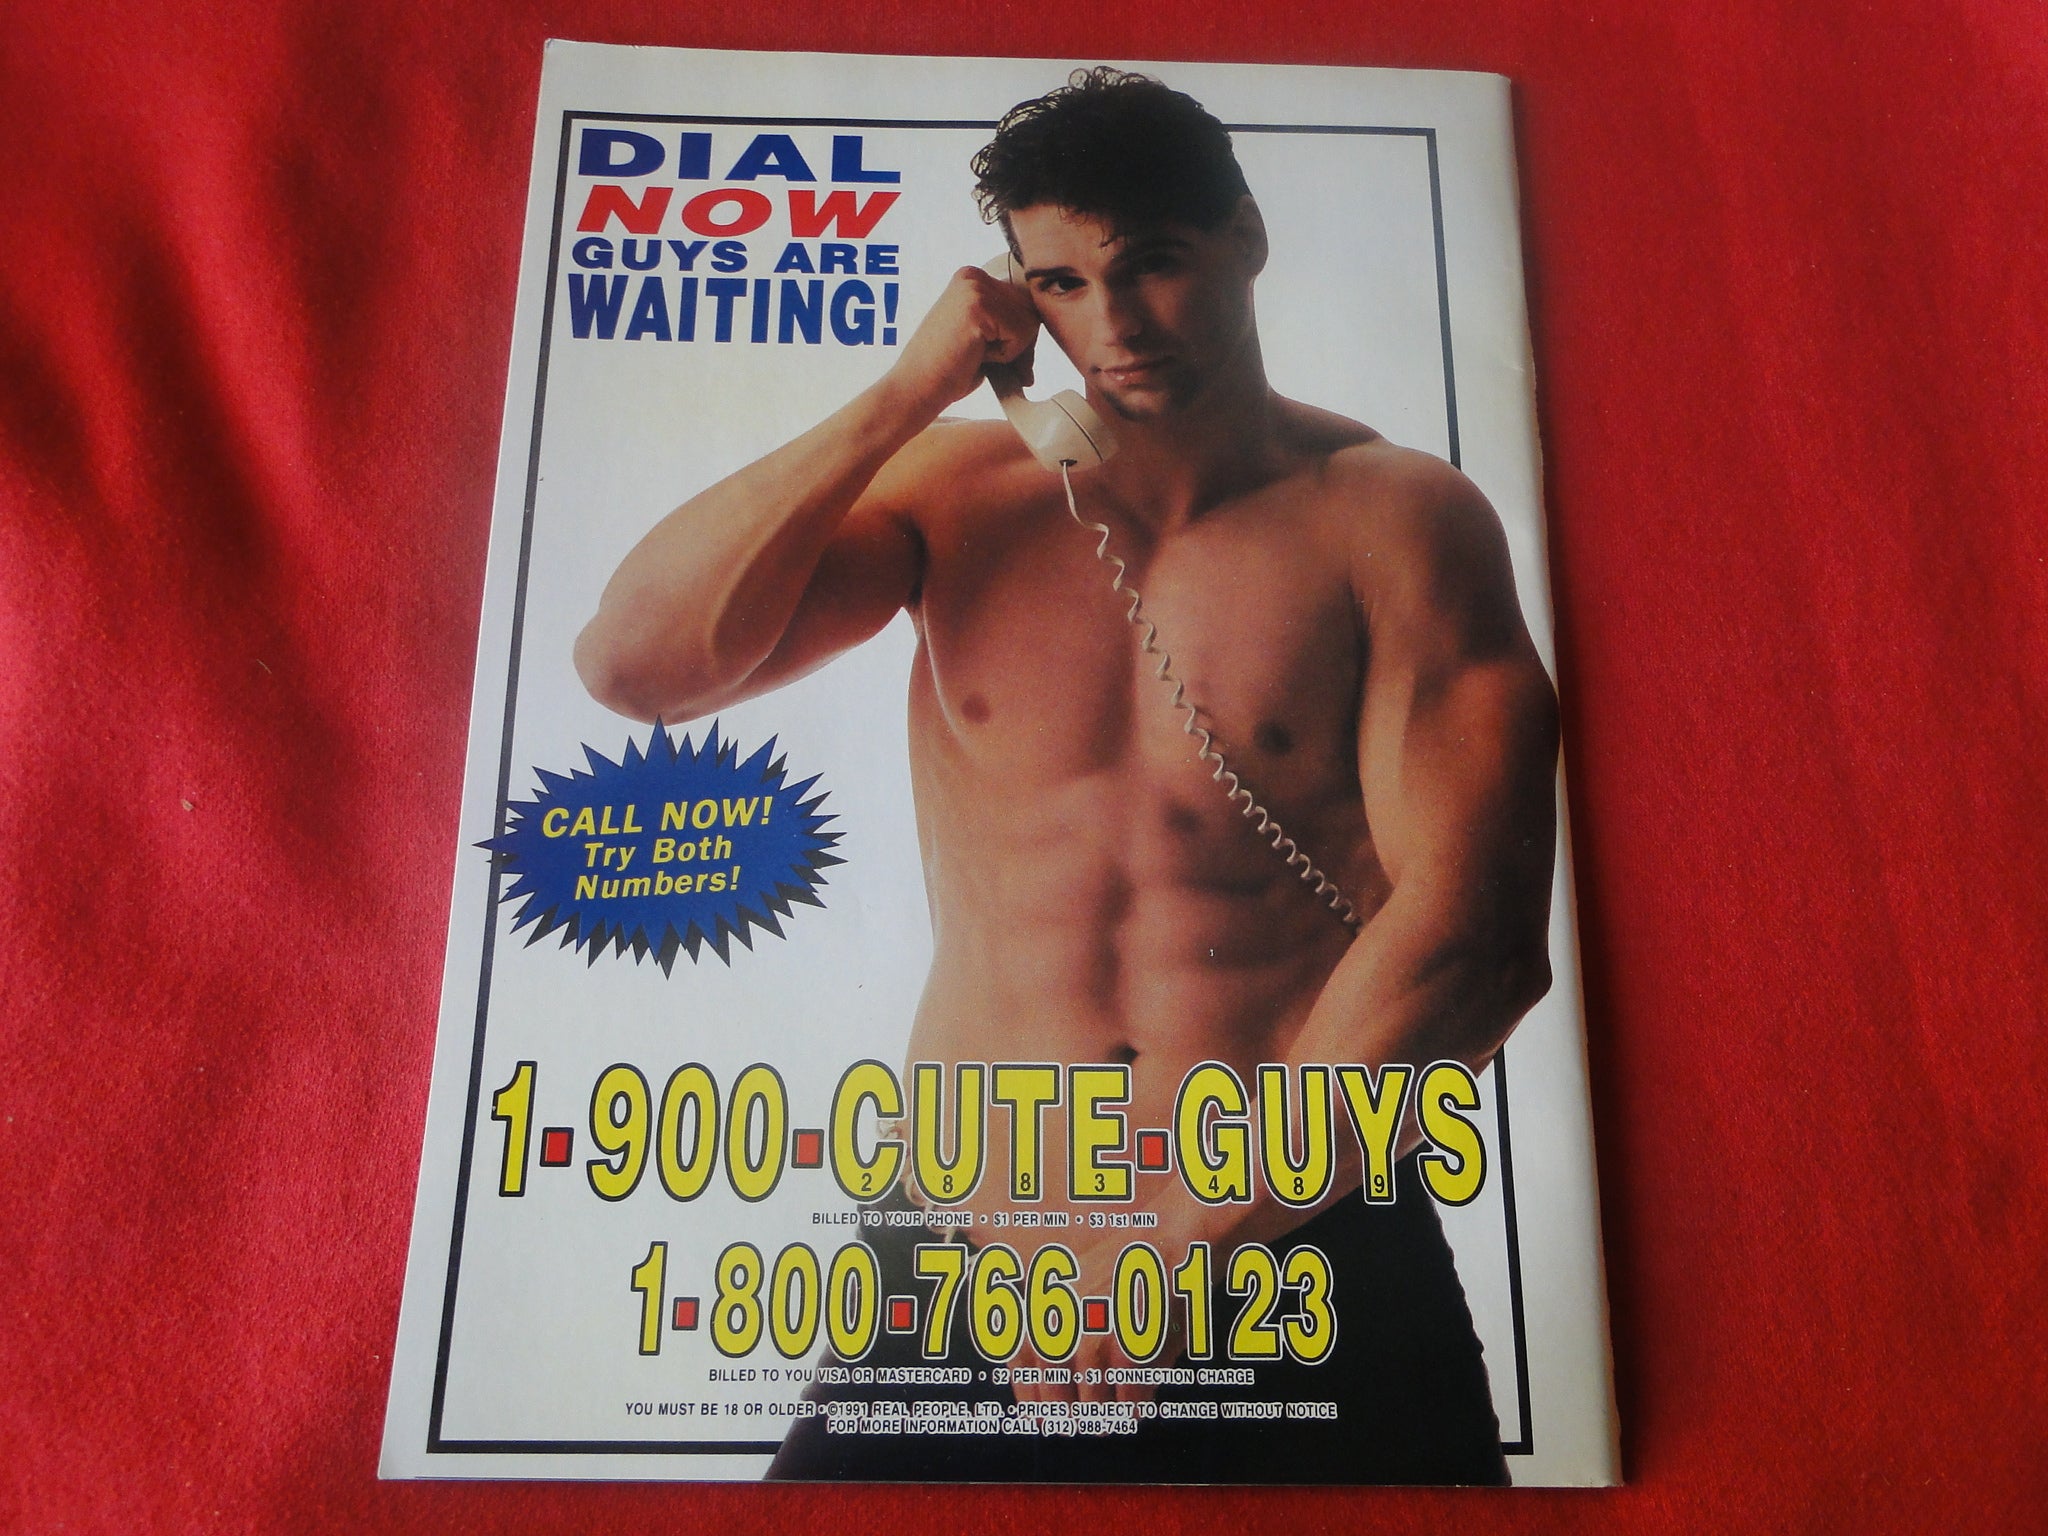 DIAL
NOW
GUYS ARE
WAITING!
CALL NOW!
Try Both
Numbers!
1-900-CUTE-GUYS
2 8 8 3 4 8 9
BILLED TO YOUR PHONE • $1 PER MIN • $3 1st MIN
1-800-766-0123
BILLED TO YOU VISA OR MASTERCARD • $2 PER MIN + $1 CONNECTION CHARGE
YOU MUST BE 18 OR OLDER • ©1991 REAL PEOPLE, LTD. • PRICES SUBJECT TO CHANGE WITHOUT NOTICE
FOR MORE INFORMATION CALL (312) 988-7464